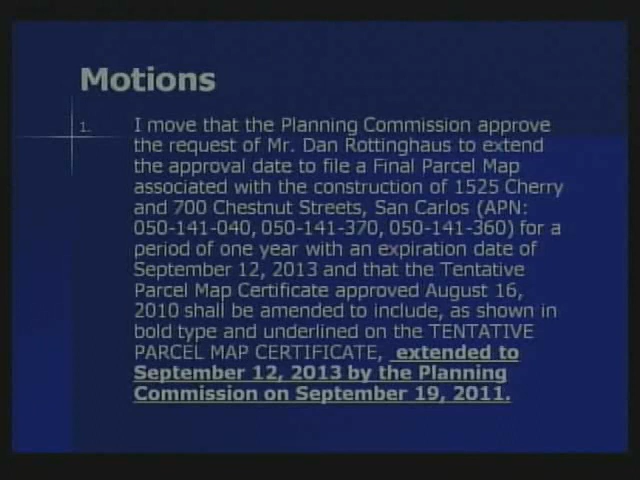 Motions
1. I move that the Planning Commission approve
the request of Mr. Dan Rottinghaus to extend
the approval date to file a Final Parcel Map
associated with the construction of 1525 Cherry
and 700 Chestnut Streets, San Carlos (APN:
050-141-040, 050-141-370, 050-141-360) for a
period of one year with an expiration date of
September 12, 2013 and that the Tentative
Parcel Map Certificate approved August 16,
2010 shall be amended to include, as shown in
bold type and underlined on the TENTATIVE
PARCEL MAP CERTIFICATE, extended to
September 12, 2013 by the Planning
Commission on September 19, 2011.